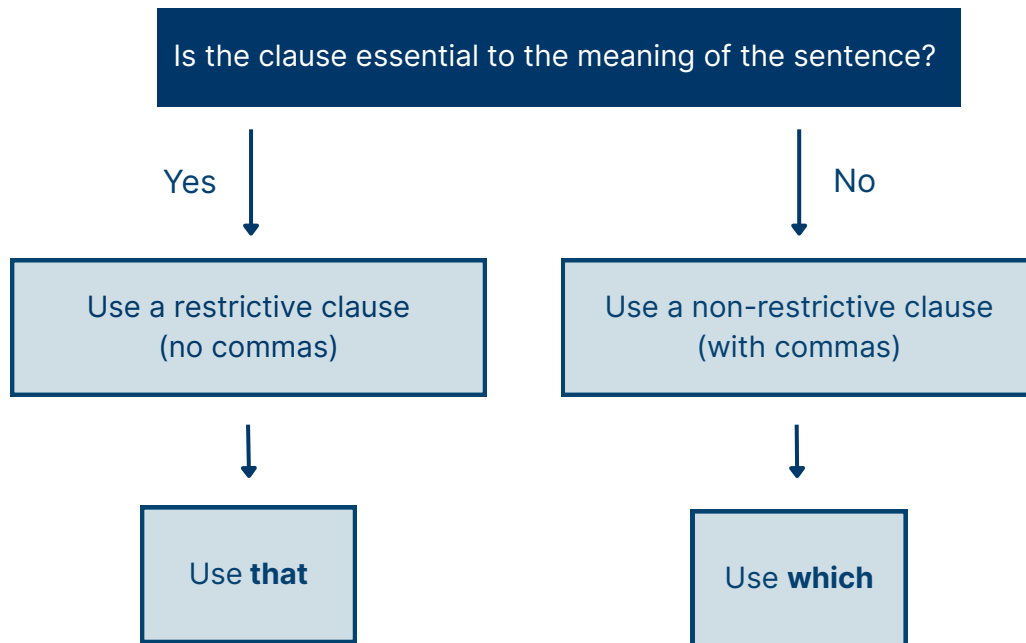 Is the clause essential to the meaning of the sentence?
Yes
No
Use a restrictive clause
(no commas)
Use a non-restrictive clause
(with commas)
Use that
Use which